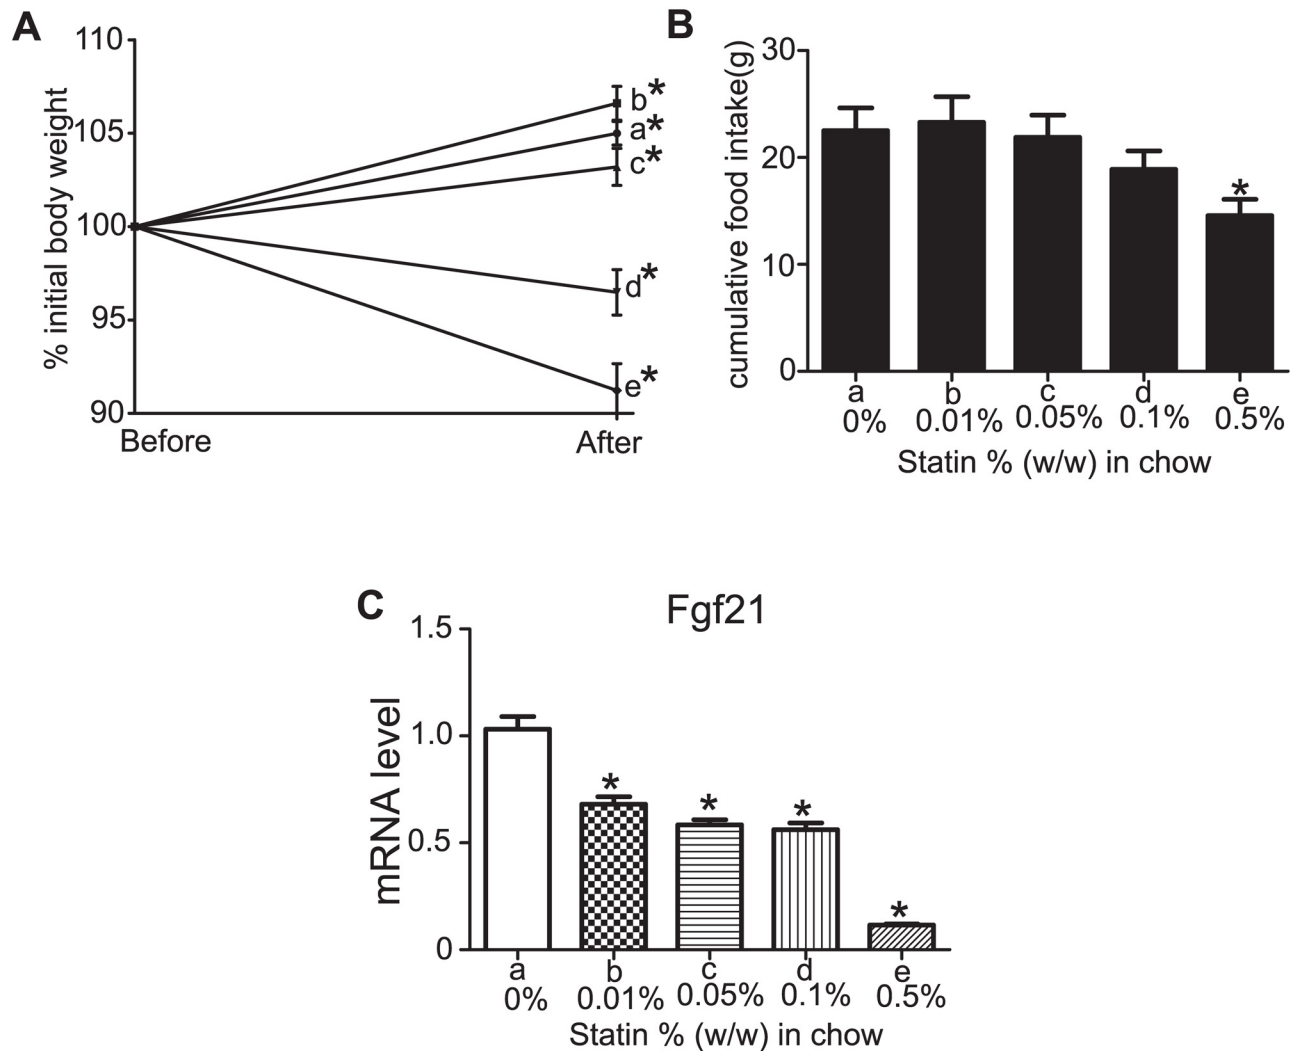 A
% initial body weight
110
105
100
95
90
b*
a*
c*
d*
e*
Before After
B
cumulative food intake(g)
30
20
10
0
*
a b c d e
0% 0.01% 0.05% 0.1% 0.5%
Statin % (w/w) in chow
C
Fgf21
mRNA level
1.5
1.0
0.5
0
* * * *
a b c d e
0% 0.01% 0.05% 0.1% 0.5%
Statin % (w/w) in chow